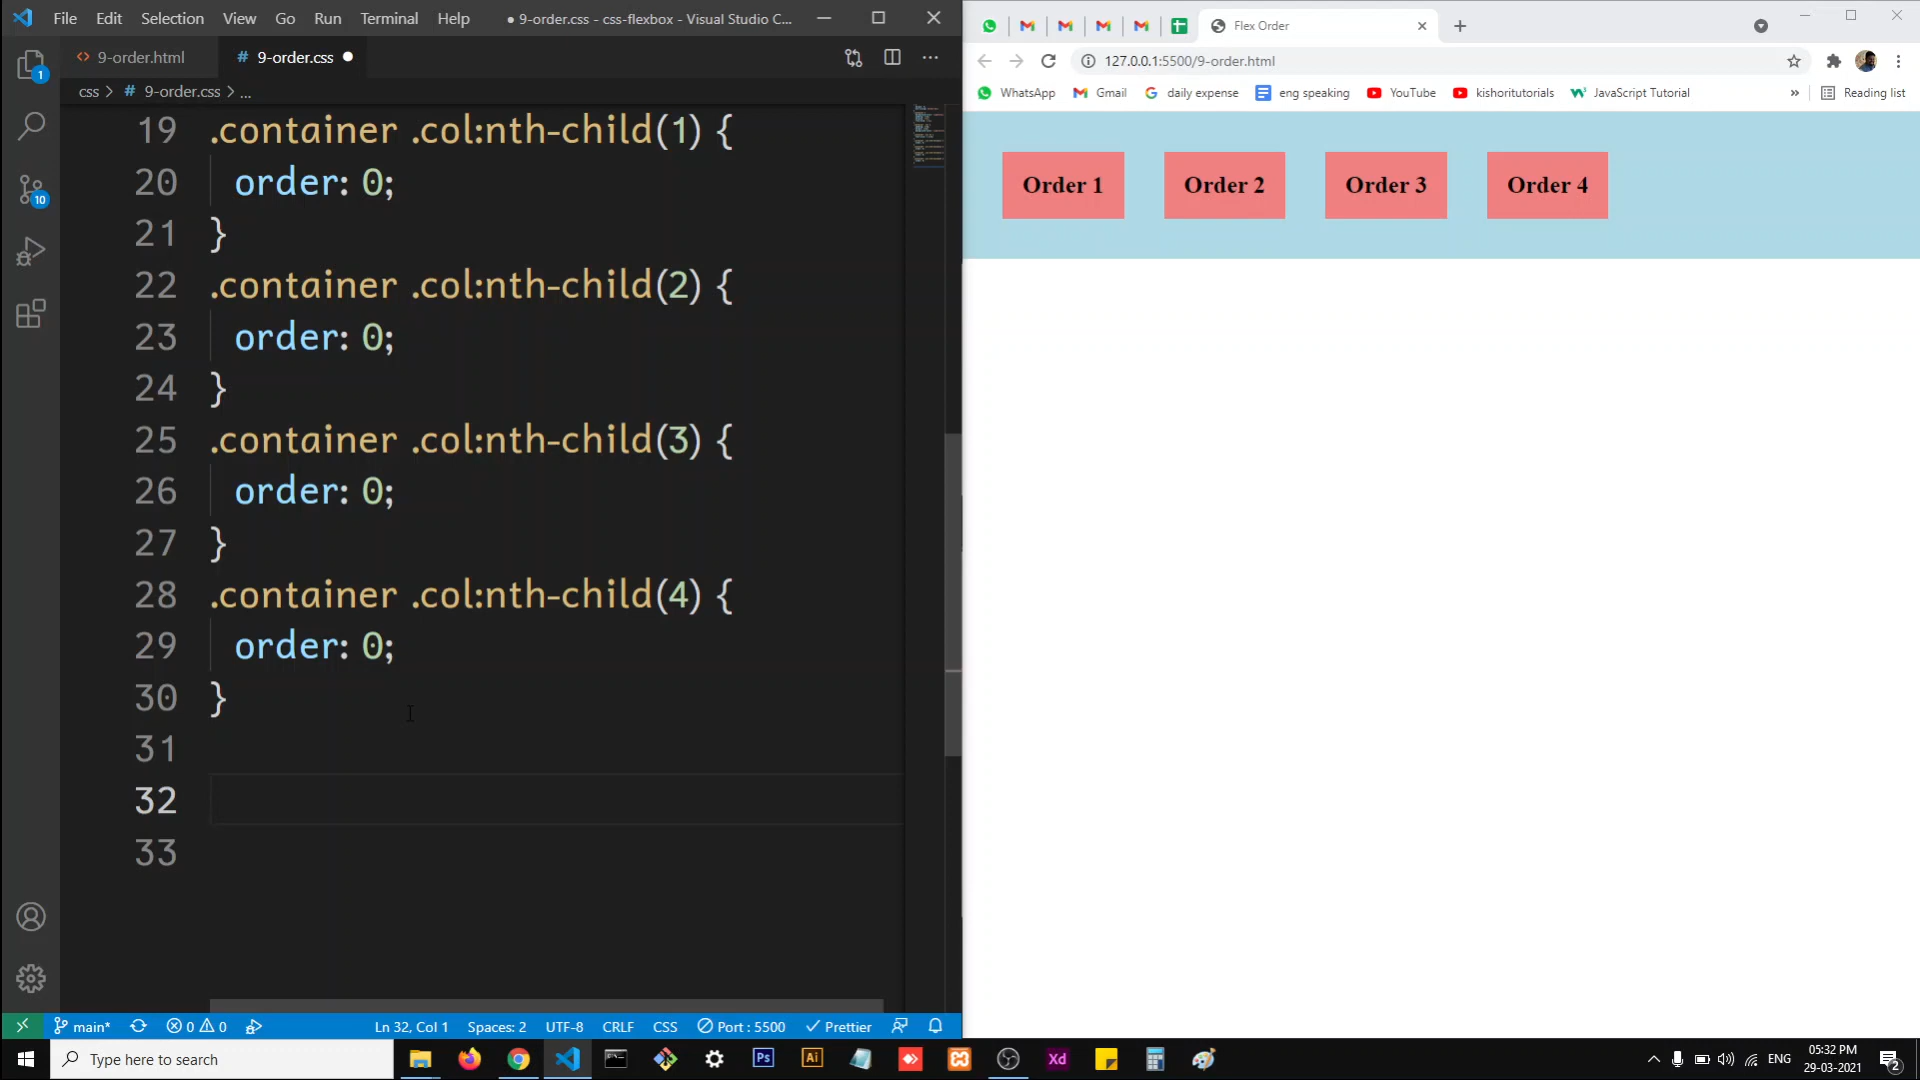 File Edit Selection View Go Run Terminal Help ● 9-order.css - css-flexbox - Visual Studio C...
9-order.html 9-order.css
css > # 9-order.css > ...
19 .container .col:nth-child(1) {
20 order: 0;
21 }
22 .container .col:nth-child(2) {
23 order: 0;
24 }
25 .container .col:nth-child(3) {
26 order: 0;
27 }
28 .container .col:nth-child(4) {
29 order: 0;
30 }
31
32
33
1
10
main* 0 0 Ln 32, Col 1 Spaces: 2 UTF-8 CRLF CSS Port : 5500 Prettier
Flex Order
127.0.0.1:5500/9-order.html
WhatsApp Gmail daily expense eng speaking YouTube kishoritutorials JavaScript Tutorial » Reading list
Order 1 Order 2 Order 3 Order 4
Type here to search
Ps Ai Xd
ENG 05:32 PM
29-03-2021
2